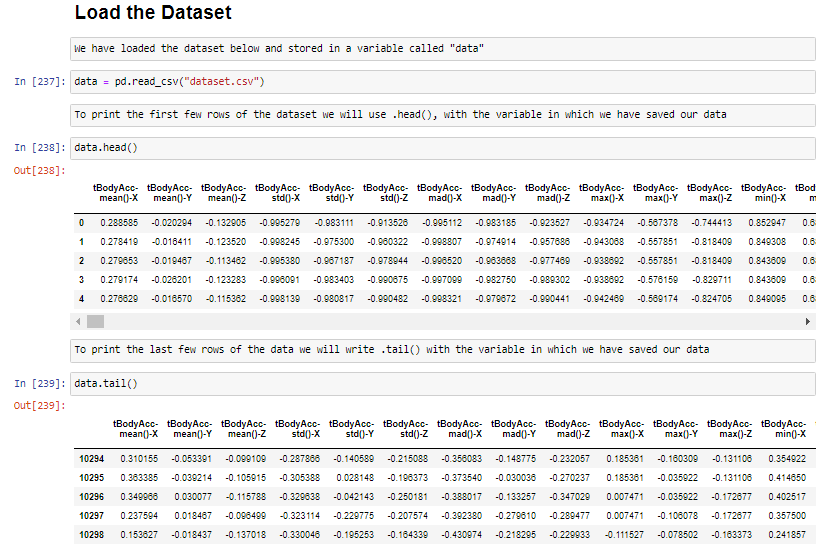 Load the Dataset
We have loaded the dataset below and stored in a variable called "data"
In [237]: data = pd.read_csv("dataset.csv")
To print the first few rows of the dataset we will use .head(), with the variable in which we have saved our data
In [238]: data.head()
Out[238]:
tBodyAcc- tBodyAcc- tBodyAcc- tBodyAcc- tBodyAcc- tBodyAcc- tBodyAcc- tBodyAcc- tBodyAcc- tBodyAcc- tBodyAcc- tBodyAcc- tBodyAcc- tBod
mean()-X mean()-Y mean()-Z std()-X std()-Y std()-Z mad()-X mad()-Y mad()-Z max()-X max()-Y max()-Z min()-X m
0 0.288585 -0.020294 -0.132905 -0.995279 -0.983111 -0.913526 -0.995112 -0.983185 -0.923527 -0.934724 -0.567378 -0.744413 0.852947 0.6
1 0.278419 -0.016411 -0.123520 -0.998245 -0.975300 -0.960322 -0.998807 -0.974914 -0.957686 -0.943068 -0.557851 -0.818409 0.849308 0.6
2 0.279653 -0.019467 -0.113462 -0.995380 -0.967187 -0.978944 -0.996520 -0.963668 -0.977469 -0.938692 -0.557851 -0.818409 0.843609 0.6
3 0.279174 -0.026201 -0.123283 -0.996091 -0.983403 -0.990675 -0.997099 -0.982750 -0.989302 -0.938692 -0.576159 -0.829711 0.843609 0.6
4 0.276629 -0.016570 -0.115362 -0.998139 -0.980817 -0.990482 -0.998321 -0.979672 -0.990441 -0.942469 -0.569174 -0.824705 0.849095 0.6
To print the last few rows of the data we will write .tail() with the variable in which we have saved our data
In [239]: data.tail()
Out[239]:
tBodyAcc- tBodyAcc- tBodyAcc- tBodyAcc- tBodyAcc- tBodyAcc- tBodyAcc- tBodyAcc- tBodyAcc- tBodyAcc- tBodyAcc- tBodyAcc- tBodyAcc-
mean()-X mean()-Y mean()-Z std()-X std()-Y std()-Z mad()-X mad()-Y mad()-Z max()-X max()-Y max()-Z min()-X
10294 0.310155 -0.053391 -0.099109 -0.287866 -0.140589 -0.215088 -0.356083 -0.148775 -0.232057 0.185361 -0.160309 -0.131106 0.354922
10295 0.363385 -0.039214 -0.105915 -0.305388 0.028148 -0.196373 -0.373540 -0.030036 -0.270237 0.185361 -0.035922 -0.131106 0.414650
10296 0.349966 0.030077 -0.115788 -0.329638 -0.042143 -0.250181 -0.388017 -0.133257 -0.347029 0.007471 -0.035922 -0.172677 0.402517
10297 0.237594 0.018467 -0.096499 -0.323114 -0.229775 -0.207574 -0.392380 -0.279610 -0.289477 0.007471 -0.106078 -0.172677 0.357500
10298 0.153627 -0.018437 -0.137018 -0.330046 -0.195253 -0.164339 -0.430974 -0.218295 -0.229933 -0.111527 -0.078502 -0.163373 0.241857